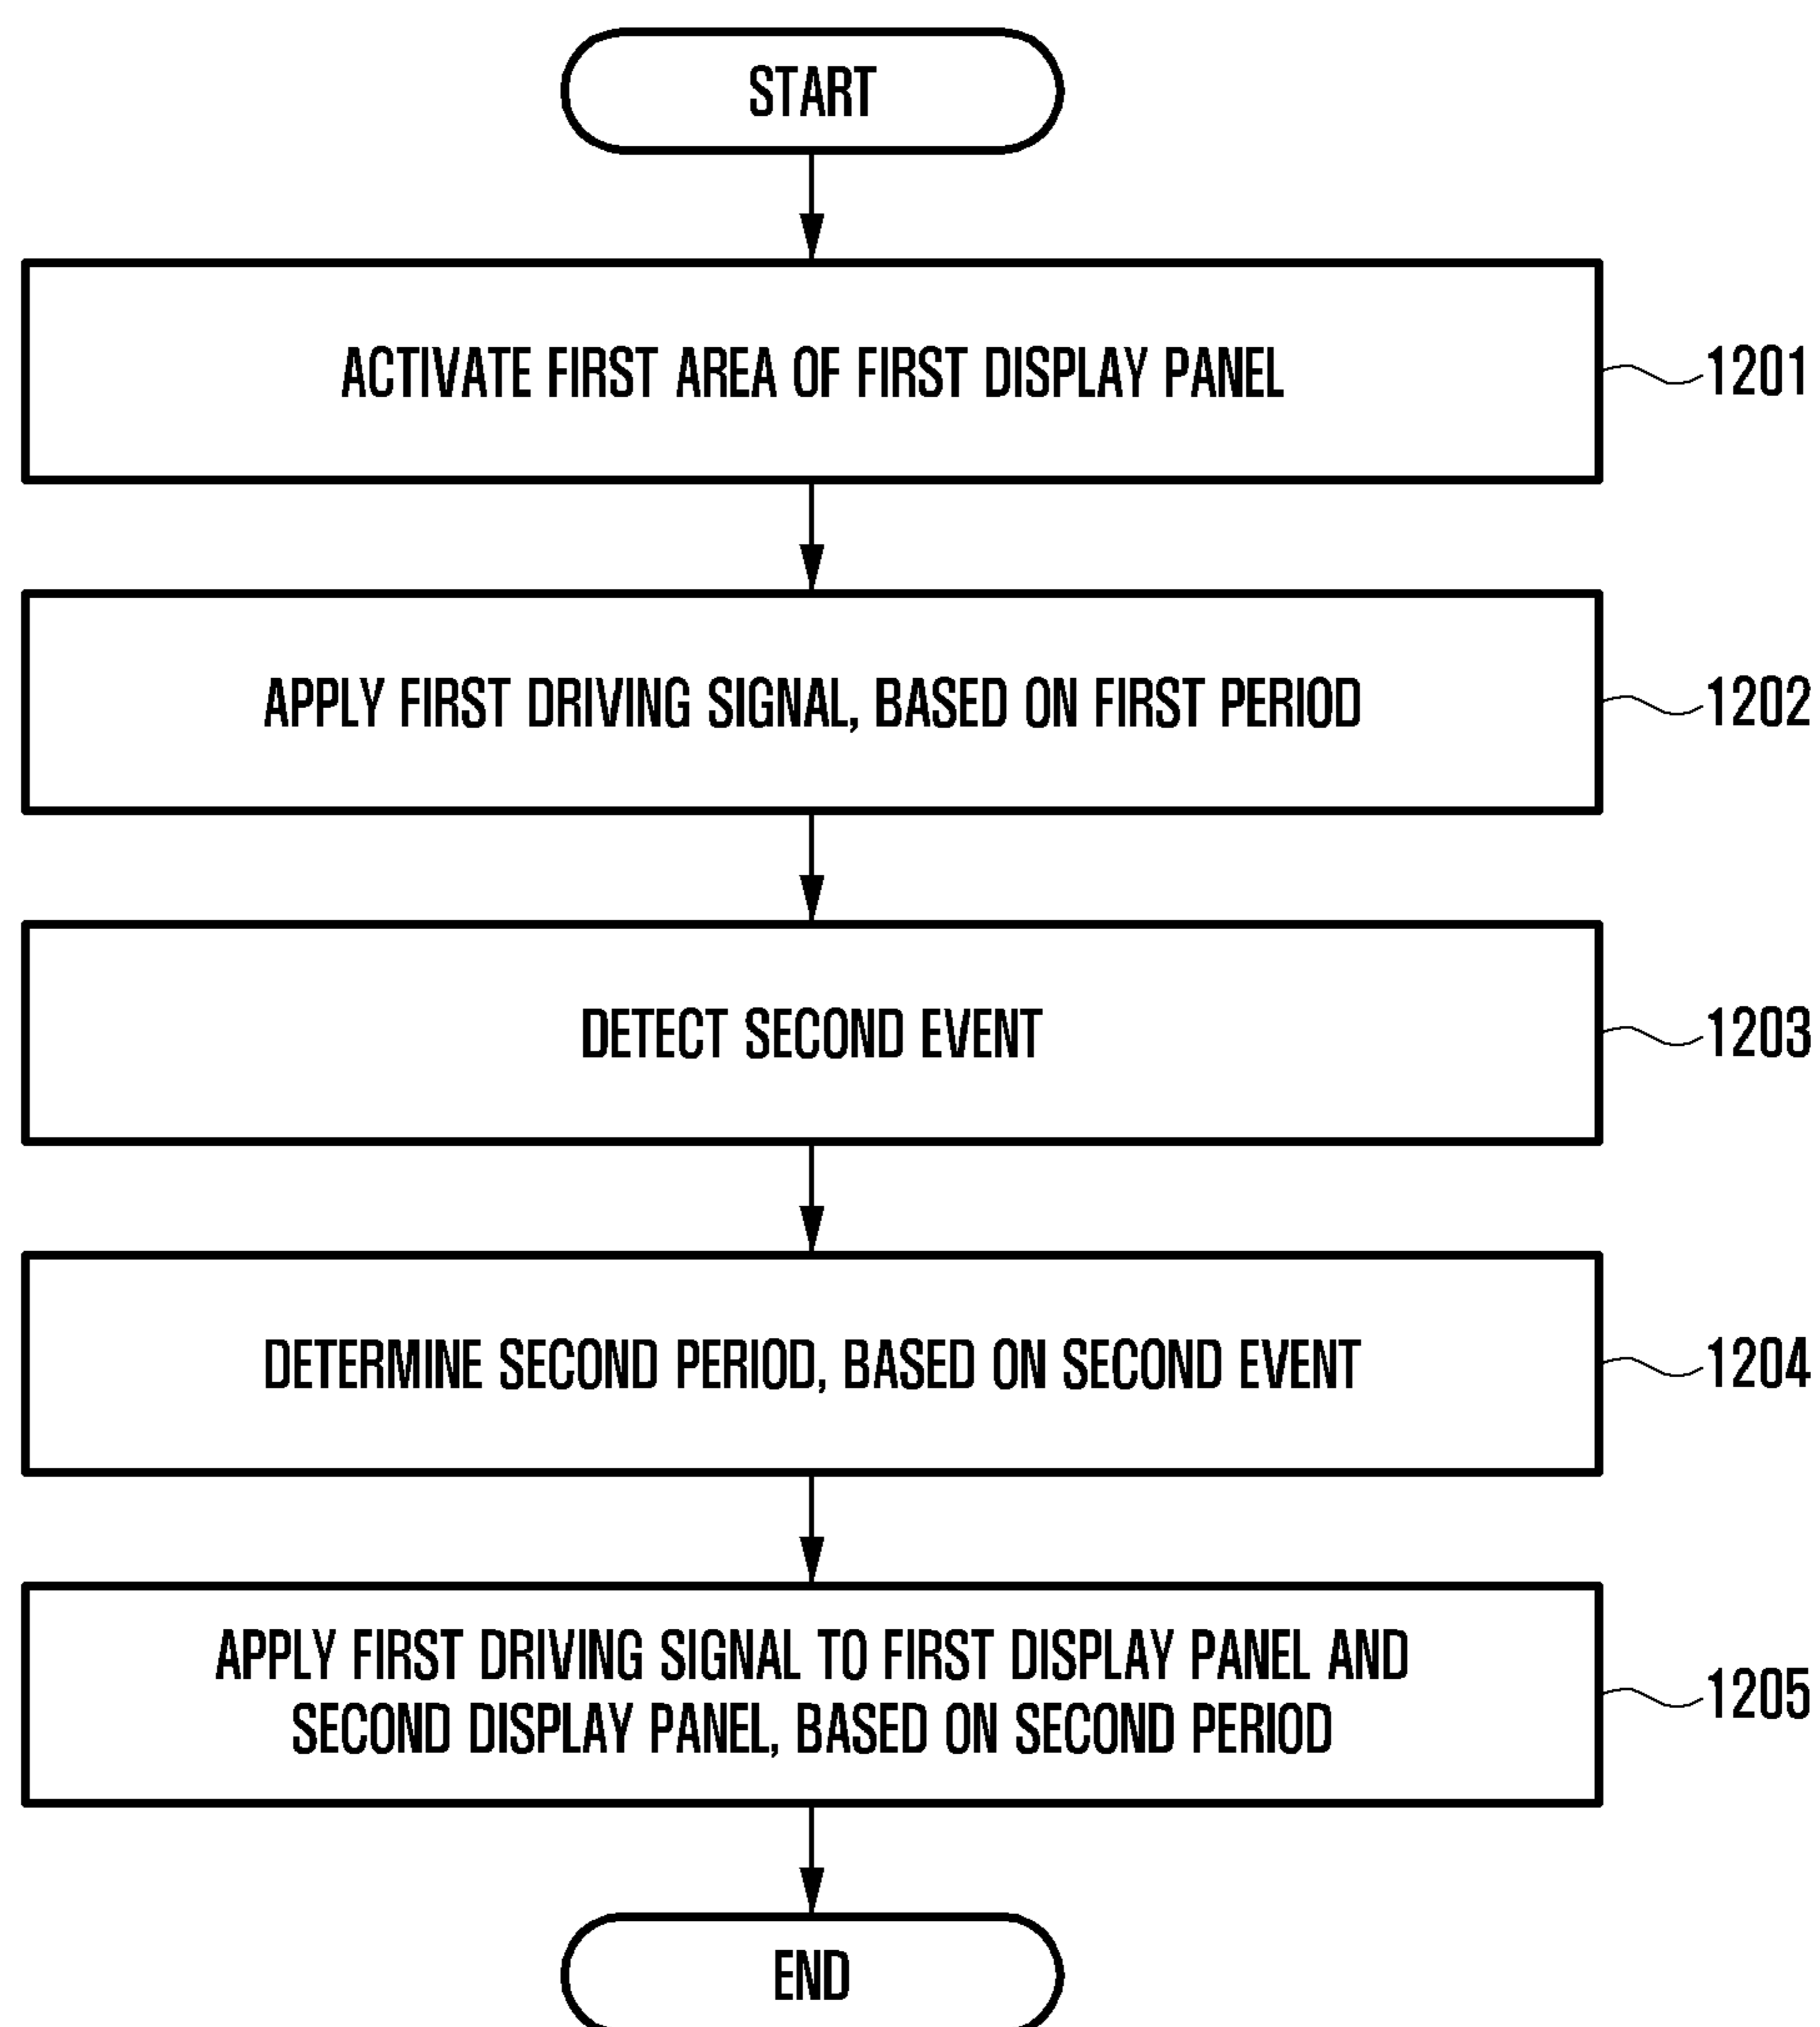 START
ACTIVATE FIRST AREA OF FIRST DISPLAY PANEL
1201
APPLY FIRST DRIVING SIGNAL, BASED ON FIRST PERIOD
1202
DETECT SECOND EVENT
1203
DETERMINE SECOND PERIOD, BASED ON SECOND EVENT
1204
APPLY FIRST DRIVING SIGNAL TO FIRST DISPLAY PANEL AND
SECOND DISPLAY PANEL, BASED ON SECOND PERIOD
1205
END